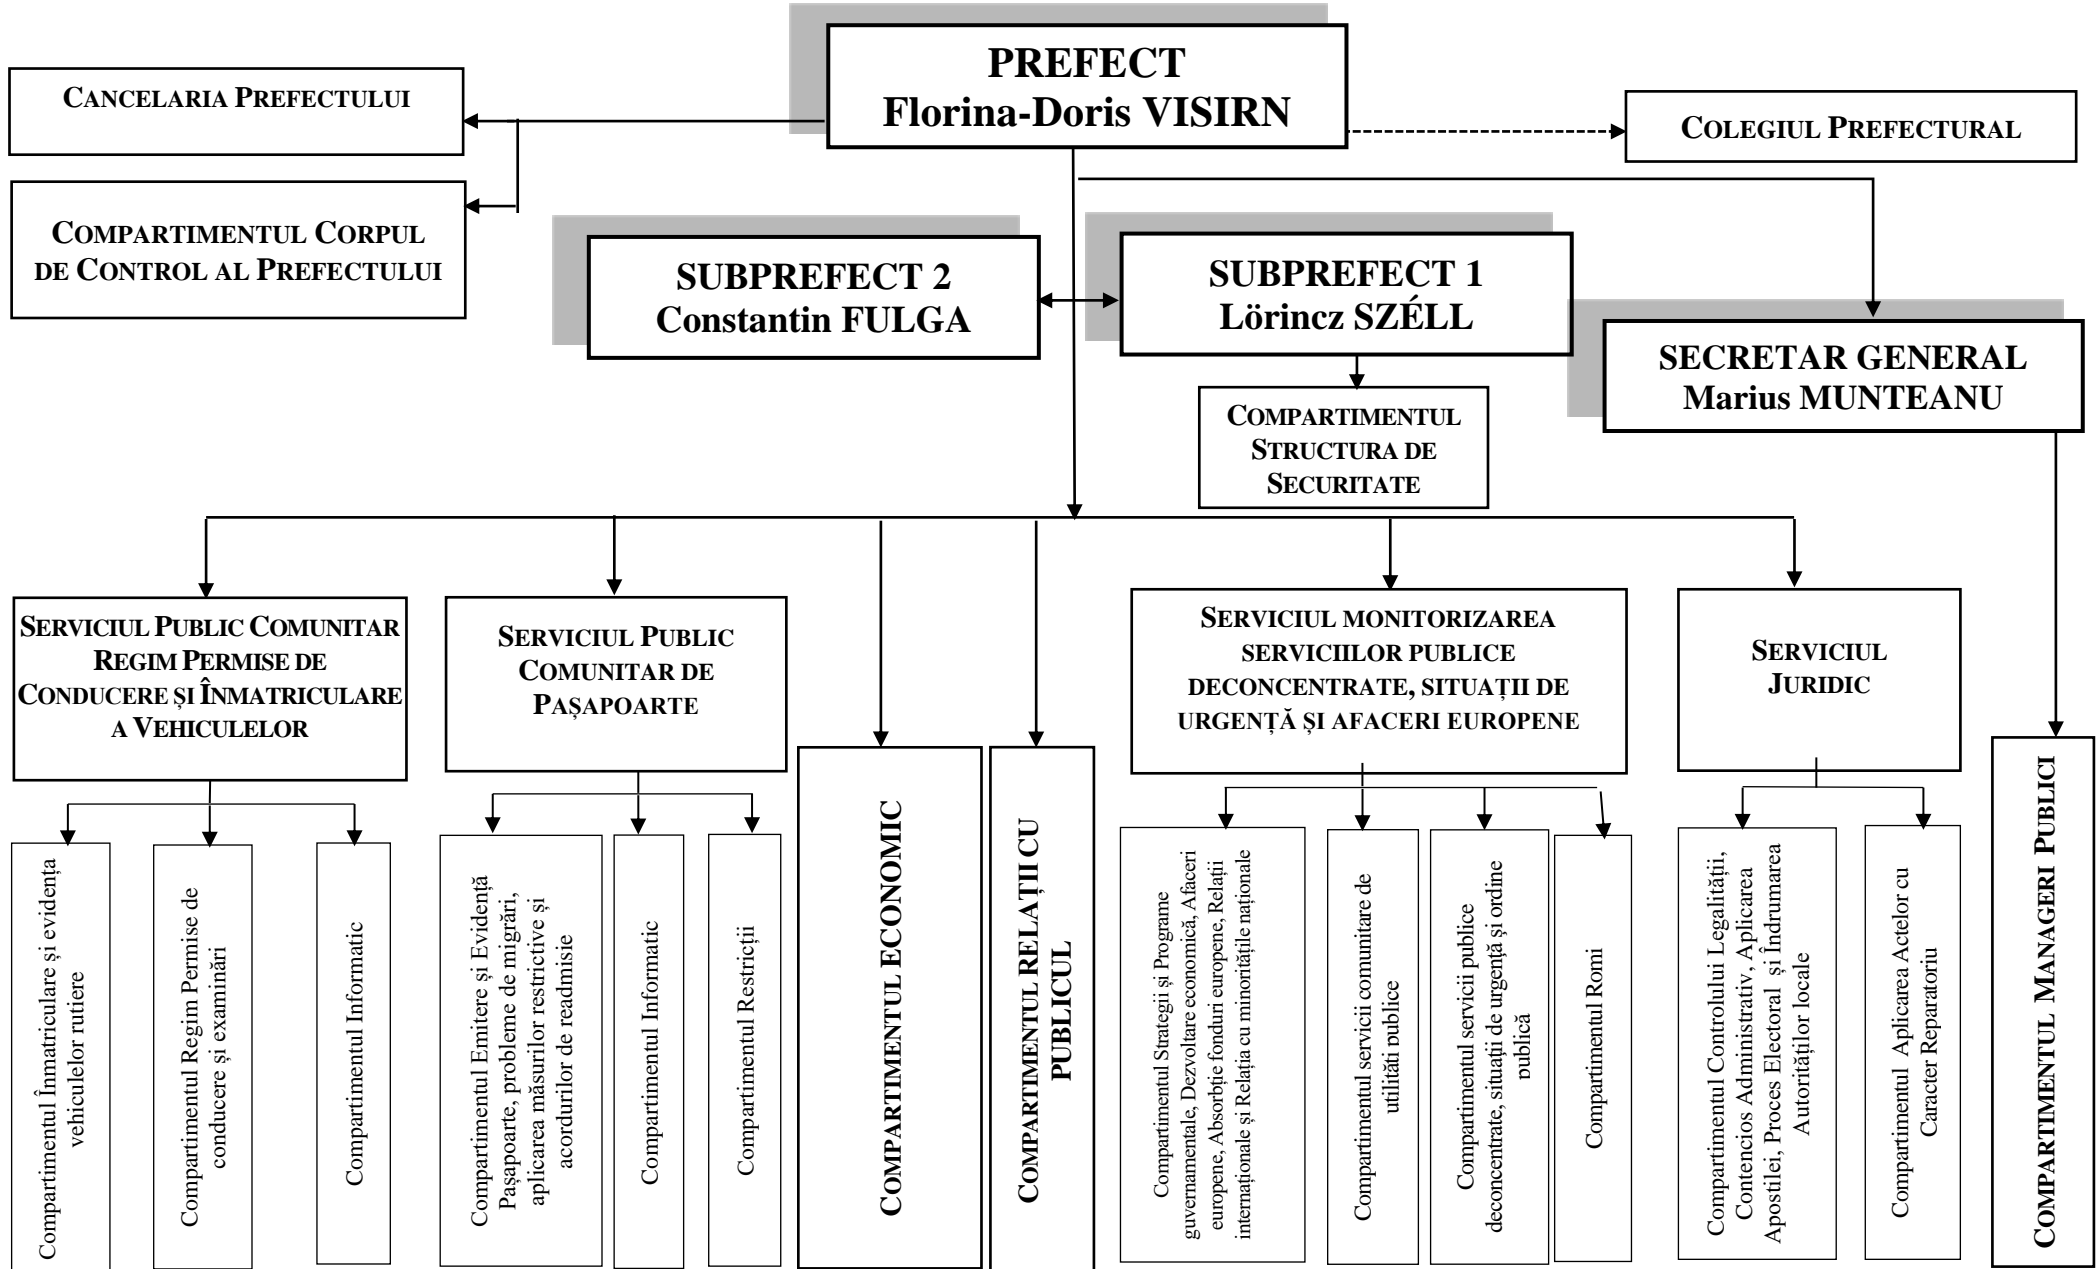 PREFECT
Florina-Doris VISIRN
CANCELARIA PREFECTULUI
COLEGIUL PREFECTURAL
COMPARTIMENTUL CORPUL
DE CONTROL AL PREFECTULUI
SUBPREFECT 2
Constantin FULGA
SUBPREFECT 1
Lörincz SZÉLL
SECRETAR GENERAL
Marius MUNTEANU
COMPARTIMENTUL
STRUCTURA DE
SECURITATE
SERVICIUL PUBLIC COMUNITAR
REGIM PERMISE DE
CONDUCERE ȘI ÎNMATRICULARE
A VEHICULELOR
SERVICIUL PUBLIC
COMUNITAR DE
PAȘAPOARTE
SERVICIUL MONITORIZAREA
SERVICIILOR PUBLICE
DECONCENTRATE, SITUAȚII DE
URGENȚĂ ȘI AFACERI EUROPENE
SERVICIUL
JURIDIC
Compartimentul Înmatriculare și evidența
vehiculelor rutiere
Compartimentul Regim Permise de
conducere și examinări
Compartimentul Informatic
Compartimentul Emitere și Evidență
Pașapoarte, probleme de migrări,
aplicarea măsurilor restrictive și
acordurilor de readmisie
Compartimentul Informatic
Compartimentul Restricții
COMPARTIMENTUL ECONOMIC
COMPARTIMENTUL RELAȚII CU
PUBLICUL
Compartimentul Strategii și Programe
guvernamentale, Dezvoltare economică, Afaceri
europene, Absorbție fonduri europene, Relații
internaționale și Relația cu minoritățile naționale
Compartimentul servicii comunitare de
utilități publice
Compartimentul servicii publice
deconcentrate, situații de urgență și ordine
publică
Compartimentul Romi
Compartimentul Controlului Legalității,
Contencios Administrativ, Aplicarea
Apostilei, Proces Electoral și Îndrumarea
Autorităților locale
Compartimentul Aplicarea Actelor cu
Caracter Reparatoriu
COMPARTIMENTUL MANAGERI PUBLICI